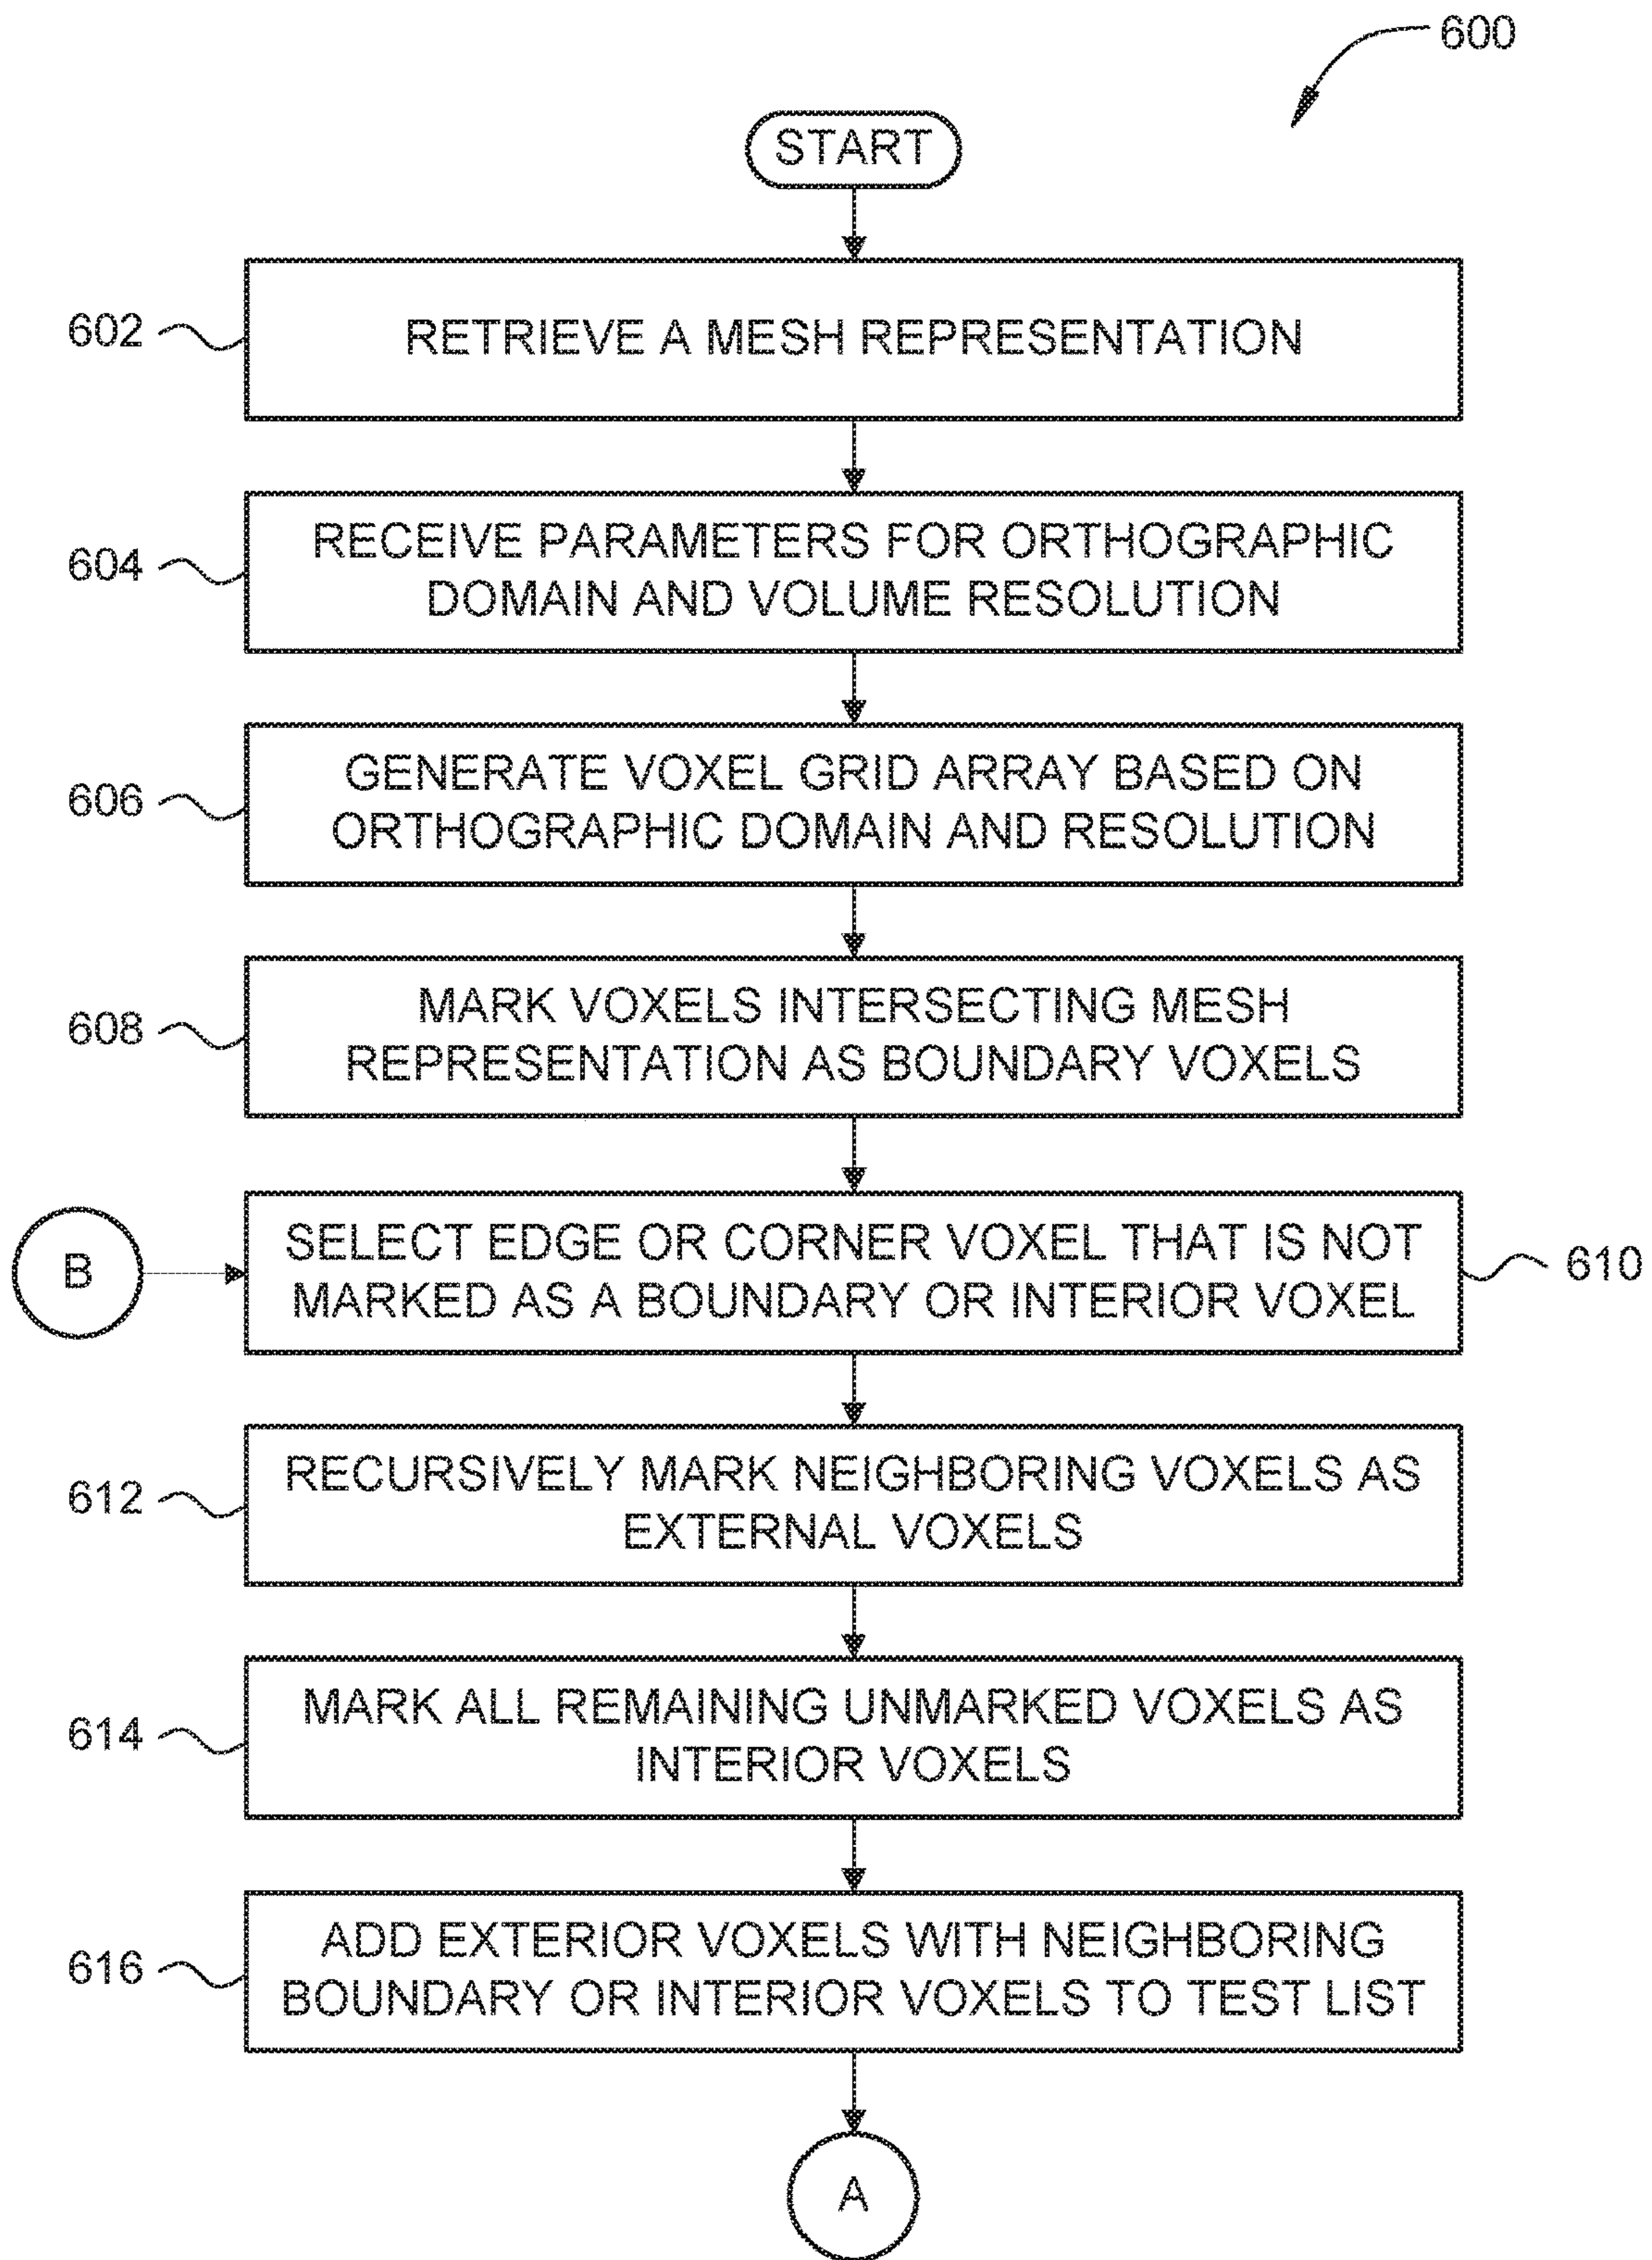 600
START
602
RETRIEVE A MESH REPRESENTATION
604
RECEIVE PARAMETERS FOR ORTHOGRAPHIC
DOMAIN AND VOLUME RESOLUTION
606
GENERATE VOXEL GRID ARRAY BASED ON
ORTHOGRAPHIC DOMAIN AND RESOLUTION
608
MARK VOXELS INTERSECTING MESH
REPRESENTATION AS BOUNDARY VOXELS
B
SELECT EDGE OR CORNER VOXEL THAT IS NOT
MARKED AS A BOUNDARY OR INTERIOR VOXEL
610
612
RECURSIVELY MARK NEIGHBORING VOXELS AS
EXTERNAL VOXELS
614
MARK ALL REMAINING UNMARKED VOXELS AS
INTERIOR VOXELS
616
ADD EXTERIOR VOXELS WITH NEIGHBORING
BOUNDARY OR INTERIOR VOXELS TO TEST LIST
A